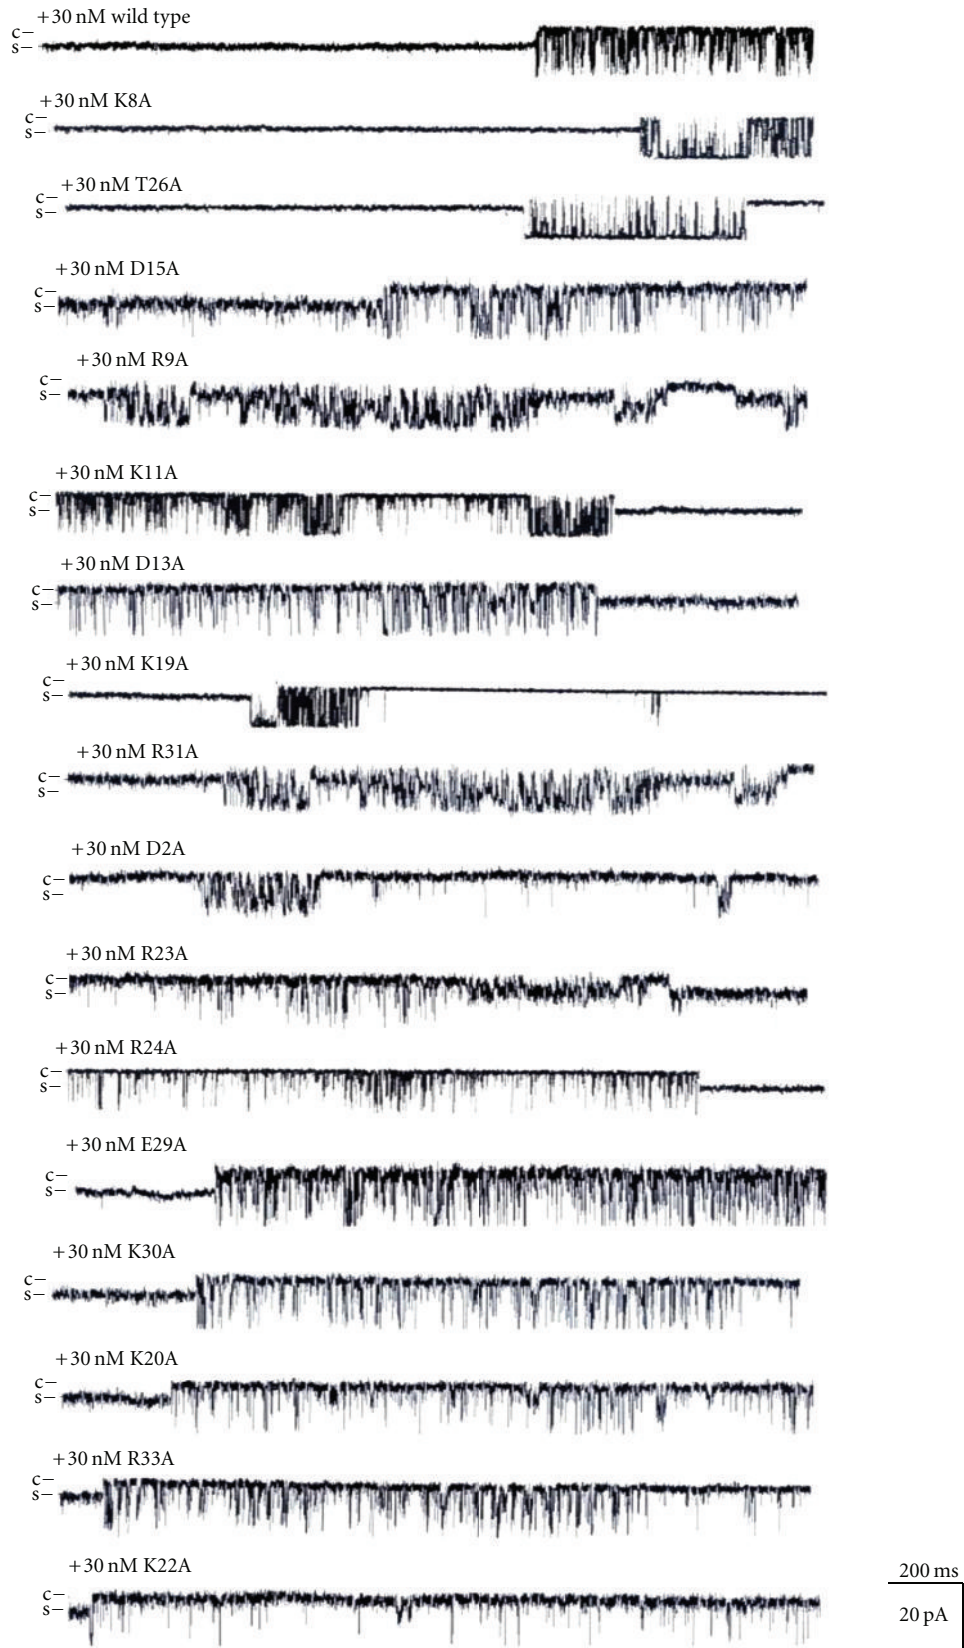 +30 nM wild type
c–
s–
+30 nM K8A
c–
s–
+30 nM T26A
c–
s–
+30 nM D15A
c–
s–
+30 nM R9A
c–
s–
+30 nM K11A
c–
s–
+30 nM D13A
c–
s–
+30 nM K19A
c–
s–
+30 nM R31A
c–
s–
+30 nM D2A
c–
s–
+30 nM R23A
c–
s–
+30 nM R24A
c–
s–
+30 nM E29A
c–
s–
+30 nM K30A
c–
s–
+30 nM K20A
c–
s–
+30 nM R33A
c–
s–
+30 nM K22A
c–
s–
200 ms
20 pA